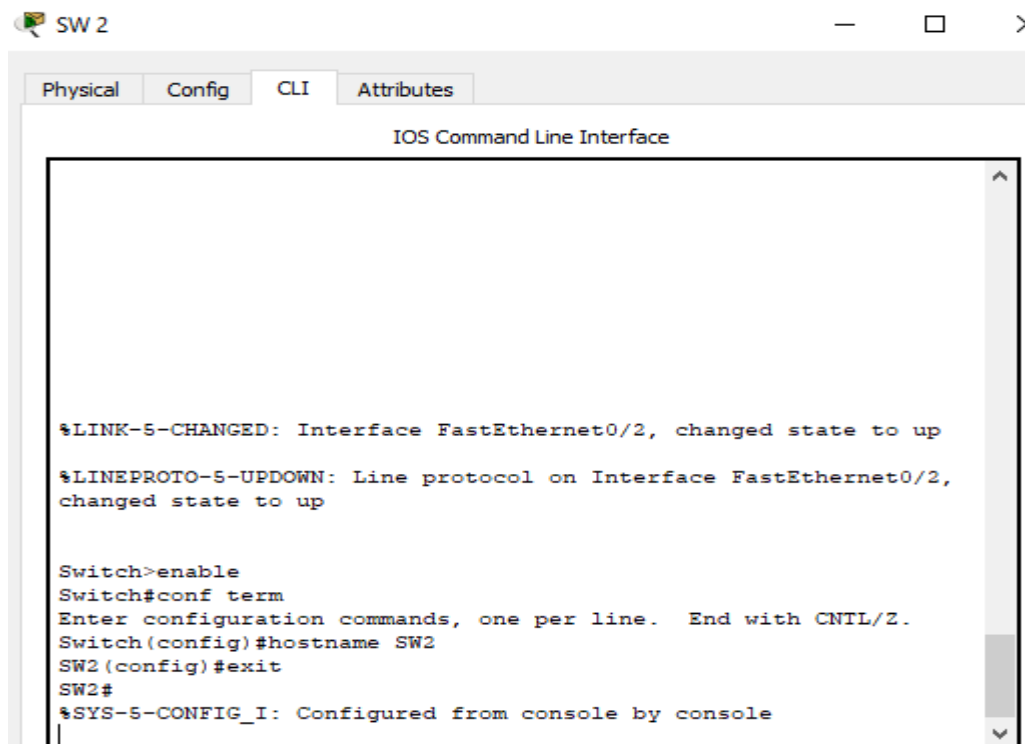 SW 2
Physical Config CLI Attributes
IOS Command Line Interface
%LINK-5-CHANGED: Interface FastEthernet0/2, changed state to up
%LINEPROTO-5-UPDOWN: Line protocol on Interface FastEthernet0/2,
changed state to up
Switch>enable
Switch#conf term
Enter configuration commands, one per line.  End with CNTL/Z.
Switch(config)#hostname SW2
SW2(config)#exit
SW2#
%SYS-5-CONFIG_I: Configured from console by console